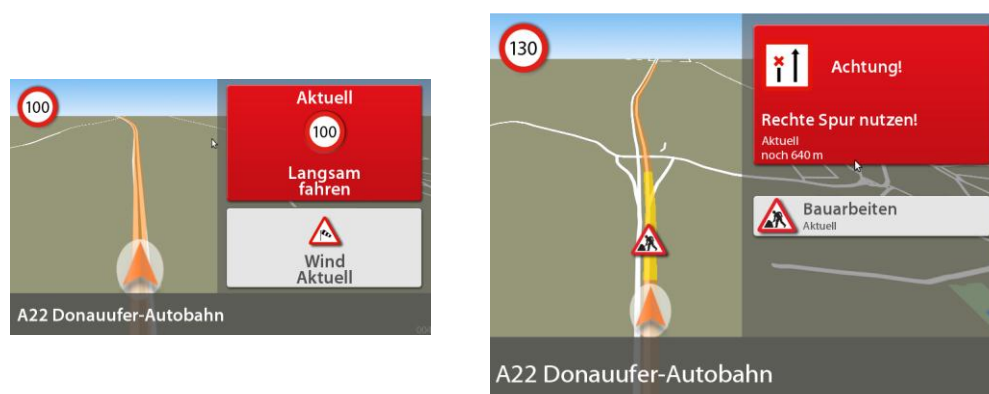 100
Aktuell
100
Langsam
fahren
Wind
Aktuell
A22 Donauufer-Autobahn
130
Achtung!
Rechte Spur nutzen!
Aktuell
noch 640 m
Bauarbeiten
Aktuell
A22 Donauufer-Autobahn